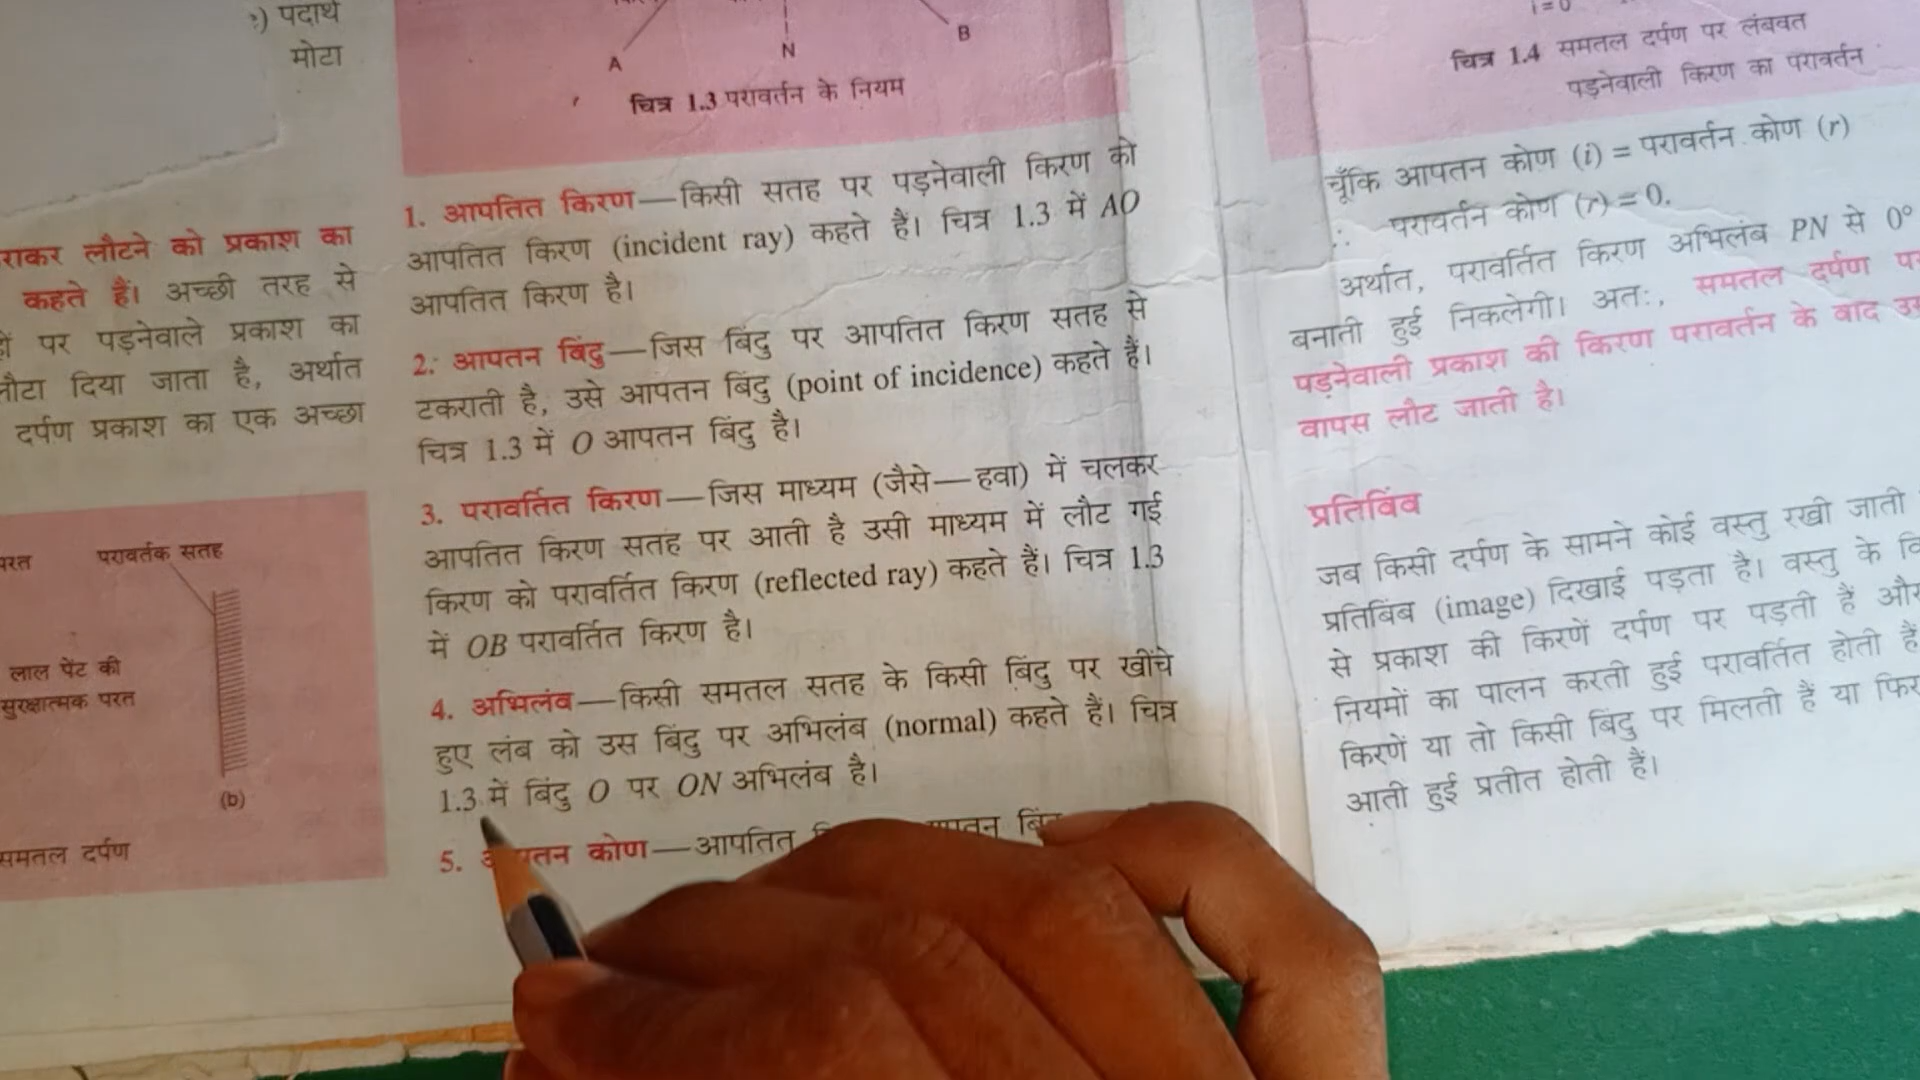 पदार्थ
मोटा
राकर लौटने को प्रकाश का
कहते हैं। अच्छी तरह से
पर पड़नेवाले प्रकाश का
लौटा दिया जाता है, अर्थात
दर्पण प्रकाश का एक अच्छा
परत परावर्तक सतह
लाल पेंट की
सुरक्षात्मक परत
(b)
समतल दर्पण
A
N
B
चित्र 1.3 परावर्तन के नियम
1. आपतित किरण—किसी सतह पर पड़नेवाली किरण को
आपतित किरण (incident ray) कहते हैं। चित्र 1.3 में AO
आपतित किरण है।
2. आपतन बिंदु—जिस बिंदु पर आपतित किरण सतह से
टकराती है, उसे आपतन बिंदु (point of incidence) कहते हैं।
चित्र 1.3 में O आपतन बिंदु है।
3. परावर्तित किरण—जिस माध्यम (जैसे—हवा) में चलकर
आपतित किरण सतह पर आती है उसी माध्यम में लौट गई
किरण को परावर्तित किरण (reflected ray) कहते हैं। चित्र 1.3
में OB परावर्तित किरण है।
4. अभिलंब—किसी समतल सतह के किसी बिंदु पर खींचे
हुए लंब को उस बिंदु पर अभिलंब (normal) कहते हैं। चित्र
1.3 में बिंदु O पर ON अभिलंब है।
5. कोण—आपतित
i = 0
चित्र 1.4 समतल दर्पण पर लंबवत
पड़नेवाली किरण का परावर्तन
चूँकि आपतन कोण (i) = परावर्तन कोण (r)
∴ परावर्तन कोण (r) = 0.
अर्थात, परावर्तित किरण अभिलंब PN से 0°
बनाती हुई निकलेगी। अतः, समतल दर्पण
पड़नेवाली प्रकाश की किरण परावर्तन के बाद
वापस लौट जाती है।
प्रतिबिंब
जब किसी दर्पण के सामने कोई वस्तु रखी जाती
प्रतिबिंब (image) दिखाई पड़ता है। वस्तु के
से प्रकाश की किरणें दर्पण पर पड़ती हैं और
नियमों का पालन करती हुई परावर्तित होती हैं
किरणें या तो किसी बिंदु पर मिलती हैं या फिर
आती हुई प्रतीत होती हैं।